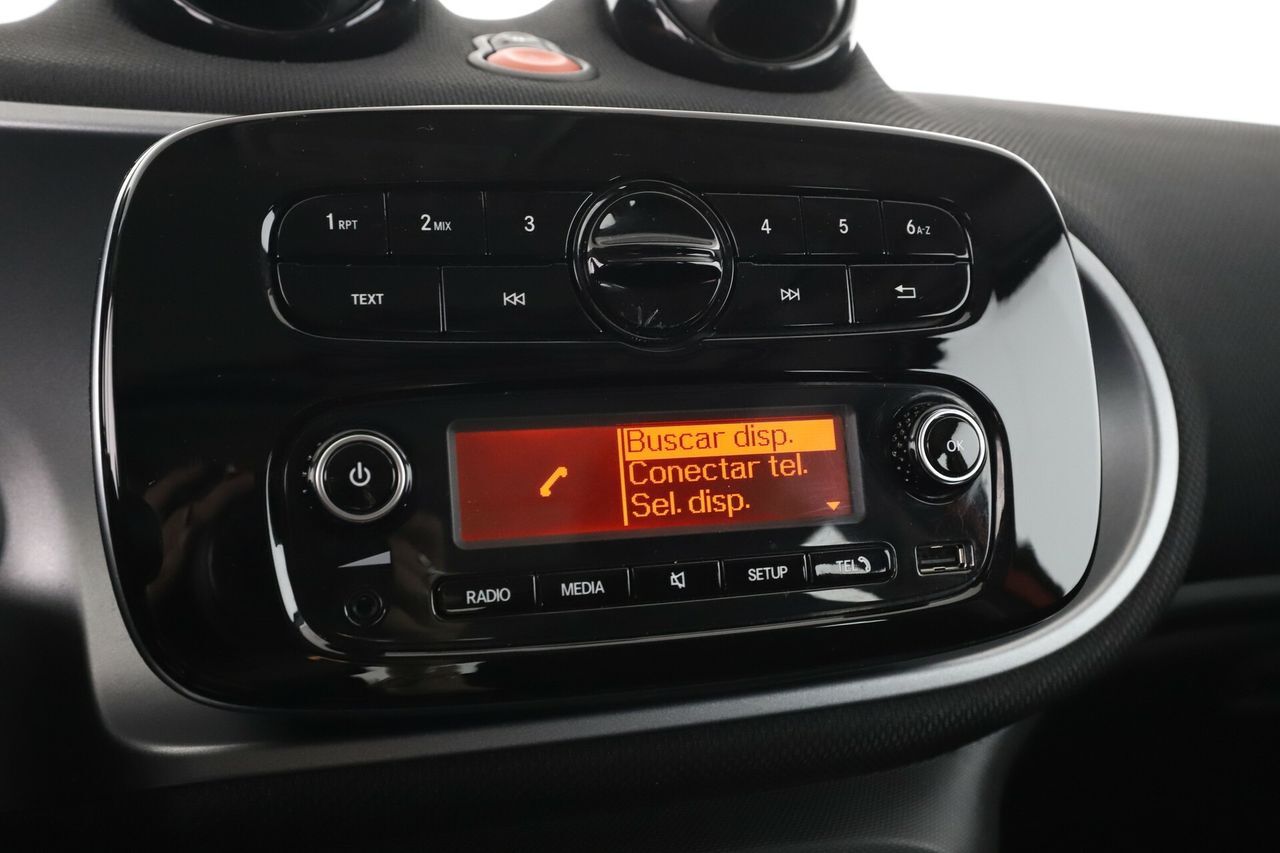 1 RPT 2 MIX 3 4 5 6 A-Z
TEXT
Buscar disp.
Conectar tel.
Sel. disp.
OK
RADIO MEDIA SETUP TEL